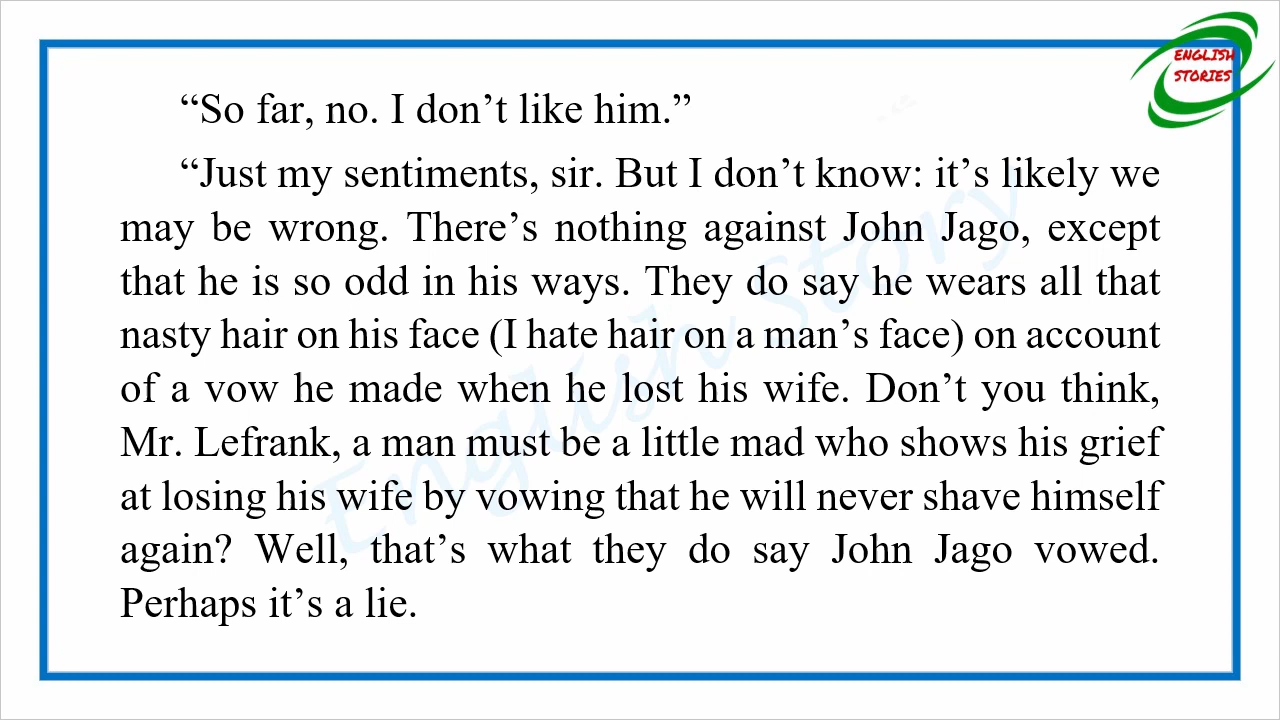 ENGLISH
STORIES
“So far, no. I don’t like him.”
“Just my sentiments, sir. But I don’t know: it’s likely we
may be wrong. There’s nothing against John Jago, except
that he is so odd in his ways. They do say he wears all that
nasty hair on his face (I hate hair on a man’s face) on account
of a vow he made when he lost his wife. Don’t you think,
Mr. Lefrank, a man must be a little mad who shows his grief
at losing his wife by vowing that he will never shave himself
again? Well, that’s what they do say John Jago vowed.
Perhaps it’s a lie.
English Story